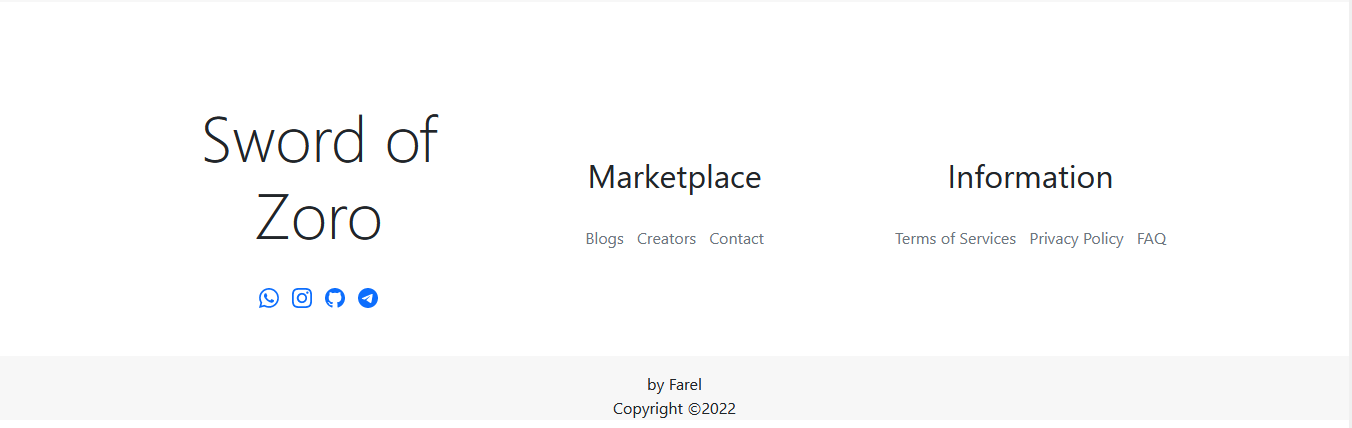 Sword of
Zoro
Marketplace
Blogs Creators Contact
Information
Terms of Services Privacy Policy FAQ
by Farel
Copyright ©2022